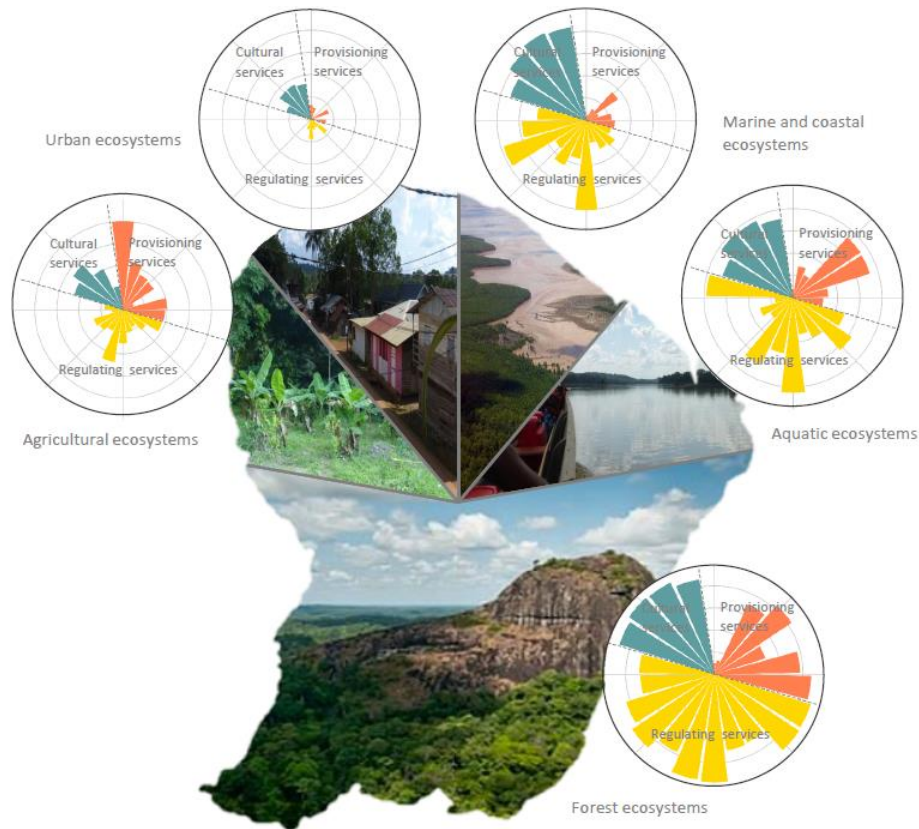 Cultural
services
Provisioning
services
Regulating services
Urban ecosystems
Cultural
services
Provisioning
services
Regulating services
Marine and coastal
ecosystems
Cultural
services
Provisioning
services
Regulating services
Agricultural ecosystems
Cultural
services
Provisioning
services
Regulating services
Aquatic ecosystems
Cultural
services
Provisioning
services
Regulating services
Forest ecosystems